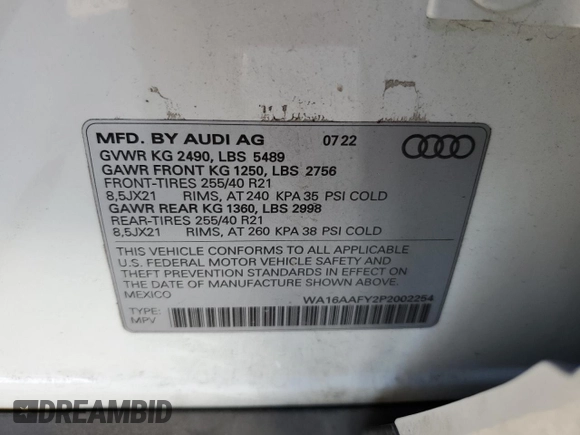 MFD. BY AUDI AG 07 22
GVWR KG 2490, LBS 5489
GAWR FRONT KG 1250, LBS 2756
FRONT-TIRES 255/40 R21
8,5JX21 RIMS, AT 240 KPA 35 PSI COLD
GAWR REAR KG 1360, LBS 2998
REAR-TIRES 255/40 R21
8,5JX21 RIMS, AT 260 KPA 38 PSI COLD
THIS VEHICLE CONFORMS TO ALL APPLICABLE
U.S. FEDERAL MOTOR VEHICLE SAFETY AND
THEFT PREVENTION STANDARDS IN EFFECT ON
THE DATE OF MANUFACTURE SHOWN ABOVE.
MEXICO WA16AAFY2P2002254
TYPE:
MPV
DREAMBID